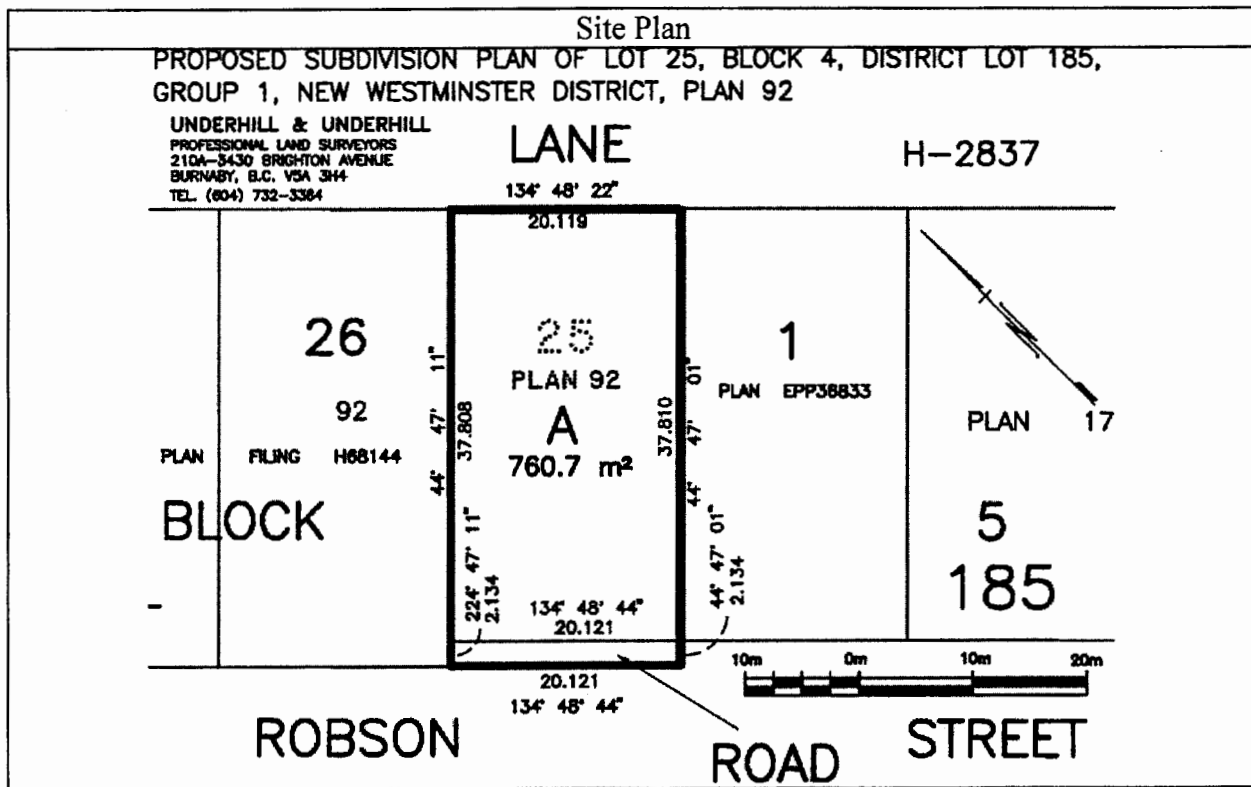 Site Plan
PROPOSED SUBDIVISION PLAN OF LOT 25, BLOCK 4, DISTRICT LOT 185,
GROUP 1, NEW WESTMINSTER DISTRICT, PLAN 92
UNDERHILL & UNDERHILL
PROFESSIONAL LAND SURVEYORS
210A-3430 BRIGHTON AVENUE
BURNABY, B.C. V5A 3H4
TEL. (604) 732-3384
LANE
H-2837
134° 48' 22"
20.119
26
25
1
PLAN 92
PLAN EPP36833
92
A
PLAN 17
PLAN FILING H68144
760.7 m²
44° 47' 11"
37.808
37.810
44° 47' 01"
BLOCK
5
185
224° 47' 11"
2.134
134° 48' 44"
20.121
44° 47' 01"
2.134
10m 0m 10m 20m
20.121
134° 48' 44"
ROBSON
ROAD
STREET